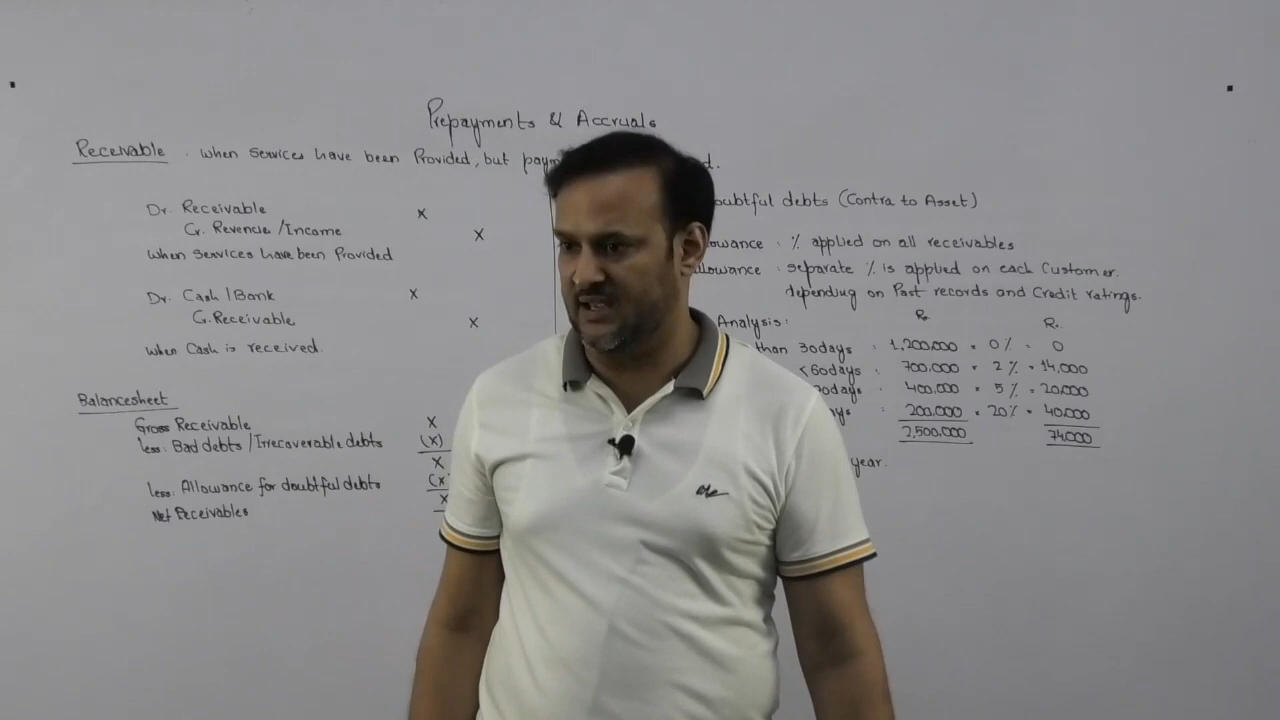 Prepayments & Accruals
Receivable : When Services have been Provided, but
Dr. Receivable X
Cr. Revenue / Income X
When Services have been Provided
Dr. Cash / Bank X
Cr. Receivable X
When Cash is received.
Balancesheet
Gross Receivable X
less: Bad debts / Irrecoverable debts (X)
X
less: Allowance for doubtful debts (X
X
Net Receivables
oubtful debts (Contra to Asset)
owance : % applied on all receivables
llowance : separate % is applied on each Customer.
depending on Past records and Credit ratings.
Analysis: Rs. Rs.
than 30days : 1,200,000 × 0% = 0
<60days : 700,000 × 2% = 14,000
0days : 400,000 × 5% = 20,000
ys : 200,000 × 20% = 40,000
2,500,000 74,000
year.